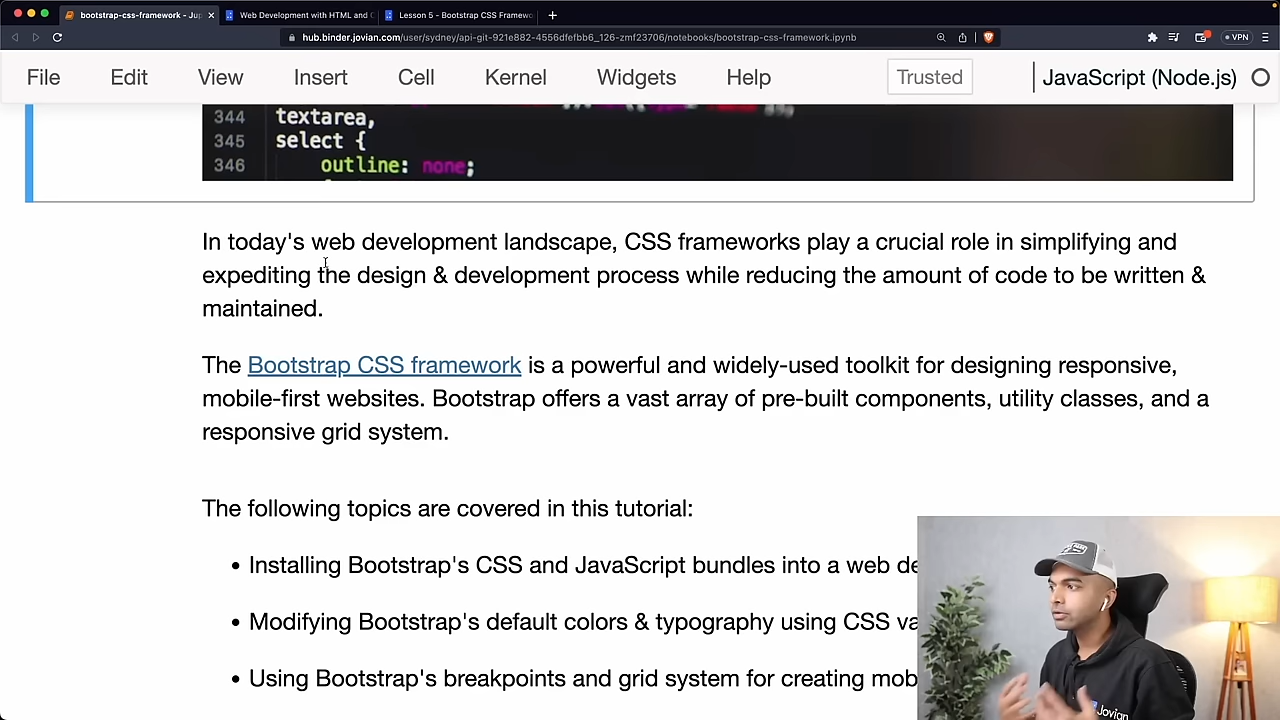 bootstrap-css-framework - Jup
Web Development with HTML and C
Lesson 5 - Bootstrap CSS Framewo
hub.binder.jovian.com/user/sydney/api-git-921e882-4556dfefbb6_126-zmf23706/notebooks/bootstrap-css-framework.ipynb
VPN
File Edit View Insert Cell Kernel Widgets Help Trusted JavaScript (Node.js)
344 textarea,
345 select {
346 outline: none;
In today's web development landscape, CSS frameworks play a crucial role in simplifying and
expediting the design & development process while reducing the amount of code to be written &
maintained.
The Bootstrap CSS framework is a powerful and widely-used toolkit for designing responsive,
mobile-first websites. Bootstrap offers a vast array of pre-built components, utility classes, and a
responsive grid system.
The following topics are covered in this tutorial:
• Installing Bootstrap's CSS and JavaScript bundles into a web de
• Modifying Bootstrap's default colors & typography using CSS va
• Using Bootstrap's breakpoints and grid system for creating mob
Jovian